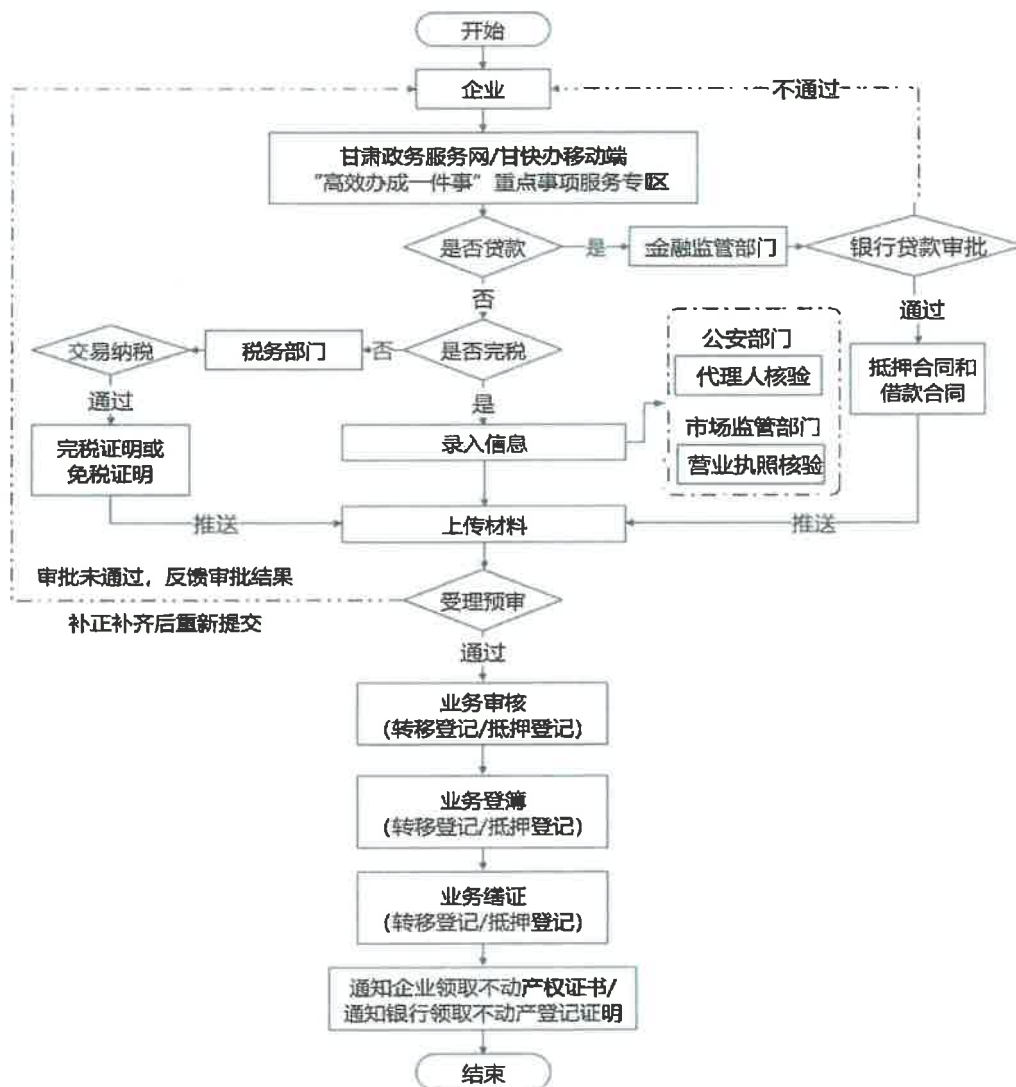 开始
企业
不通过
甘肃政务服务网/甘快办移动端
“高效办成一件事”重点事项服务专区
是否贷款
是
金融监管部门
银行贷款审批
否
通过
交易纳税
税务部门
否
是否完税
公安部门
代理人核验
抵押合同和
借款合同
通过
是
完税证明或
免税证明
录入信息
市场监管部门
营业执照核验
推送
上传材料
推送
审批未通过，反馈审批结果
受理预审
补正补齐后重新提交
通过
业务审核
(转移登记/抵押登记)
业务登簿
(转移登记/抵押登记)
业务缮证
(转移登记/抵押登记)
通知企业领取不动产权证书/
通知银行领取不动产登记证明
结束